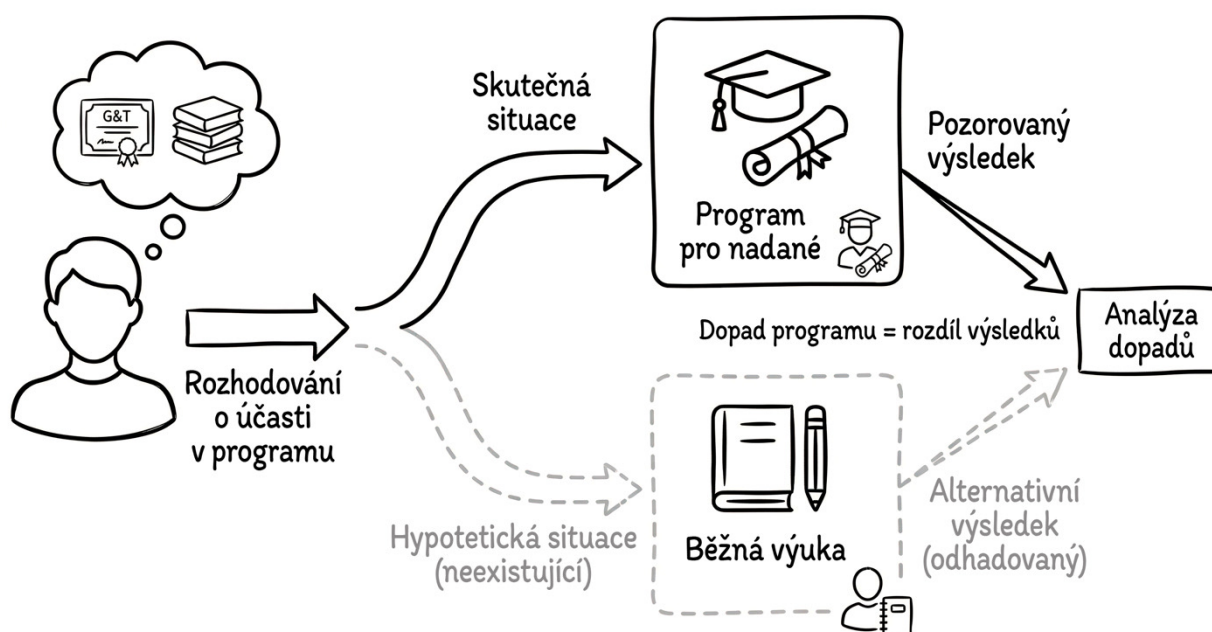 G&T
Rozhodování
o účasti
v programu
Skutečná
situace
Program
pro nadané
Pozorovaný
výsledek
Dopad programu = rozdíl výsledků
Analýza
dopadů
Hypotetická situace
(neexistující)
Běžná výuka
Alternativní
výsledek
(odhadovaný)